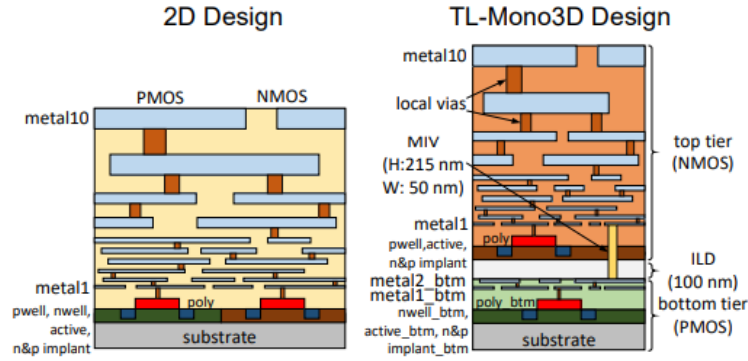 2D Design
PMOS
NMOS
metal10
metal1
poly
pwell, nwell,
active,
n&p implant
substrate
TL-Mono3D Design
metal10
local vias
MIV
(H:215 nm
W: 50 nm)
metal1
poly
pwell,active,
n&p implant
metal2_btm
metal1_btm
poly_btm
nwell_btm,
active_btm, n&p
implant_btm
substrate
top tier
(NMOS)
ILD
(100 nm)
bottom tier
(PMOS)